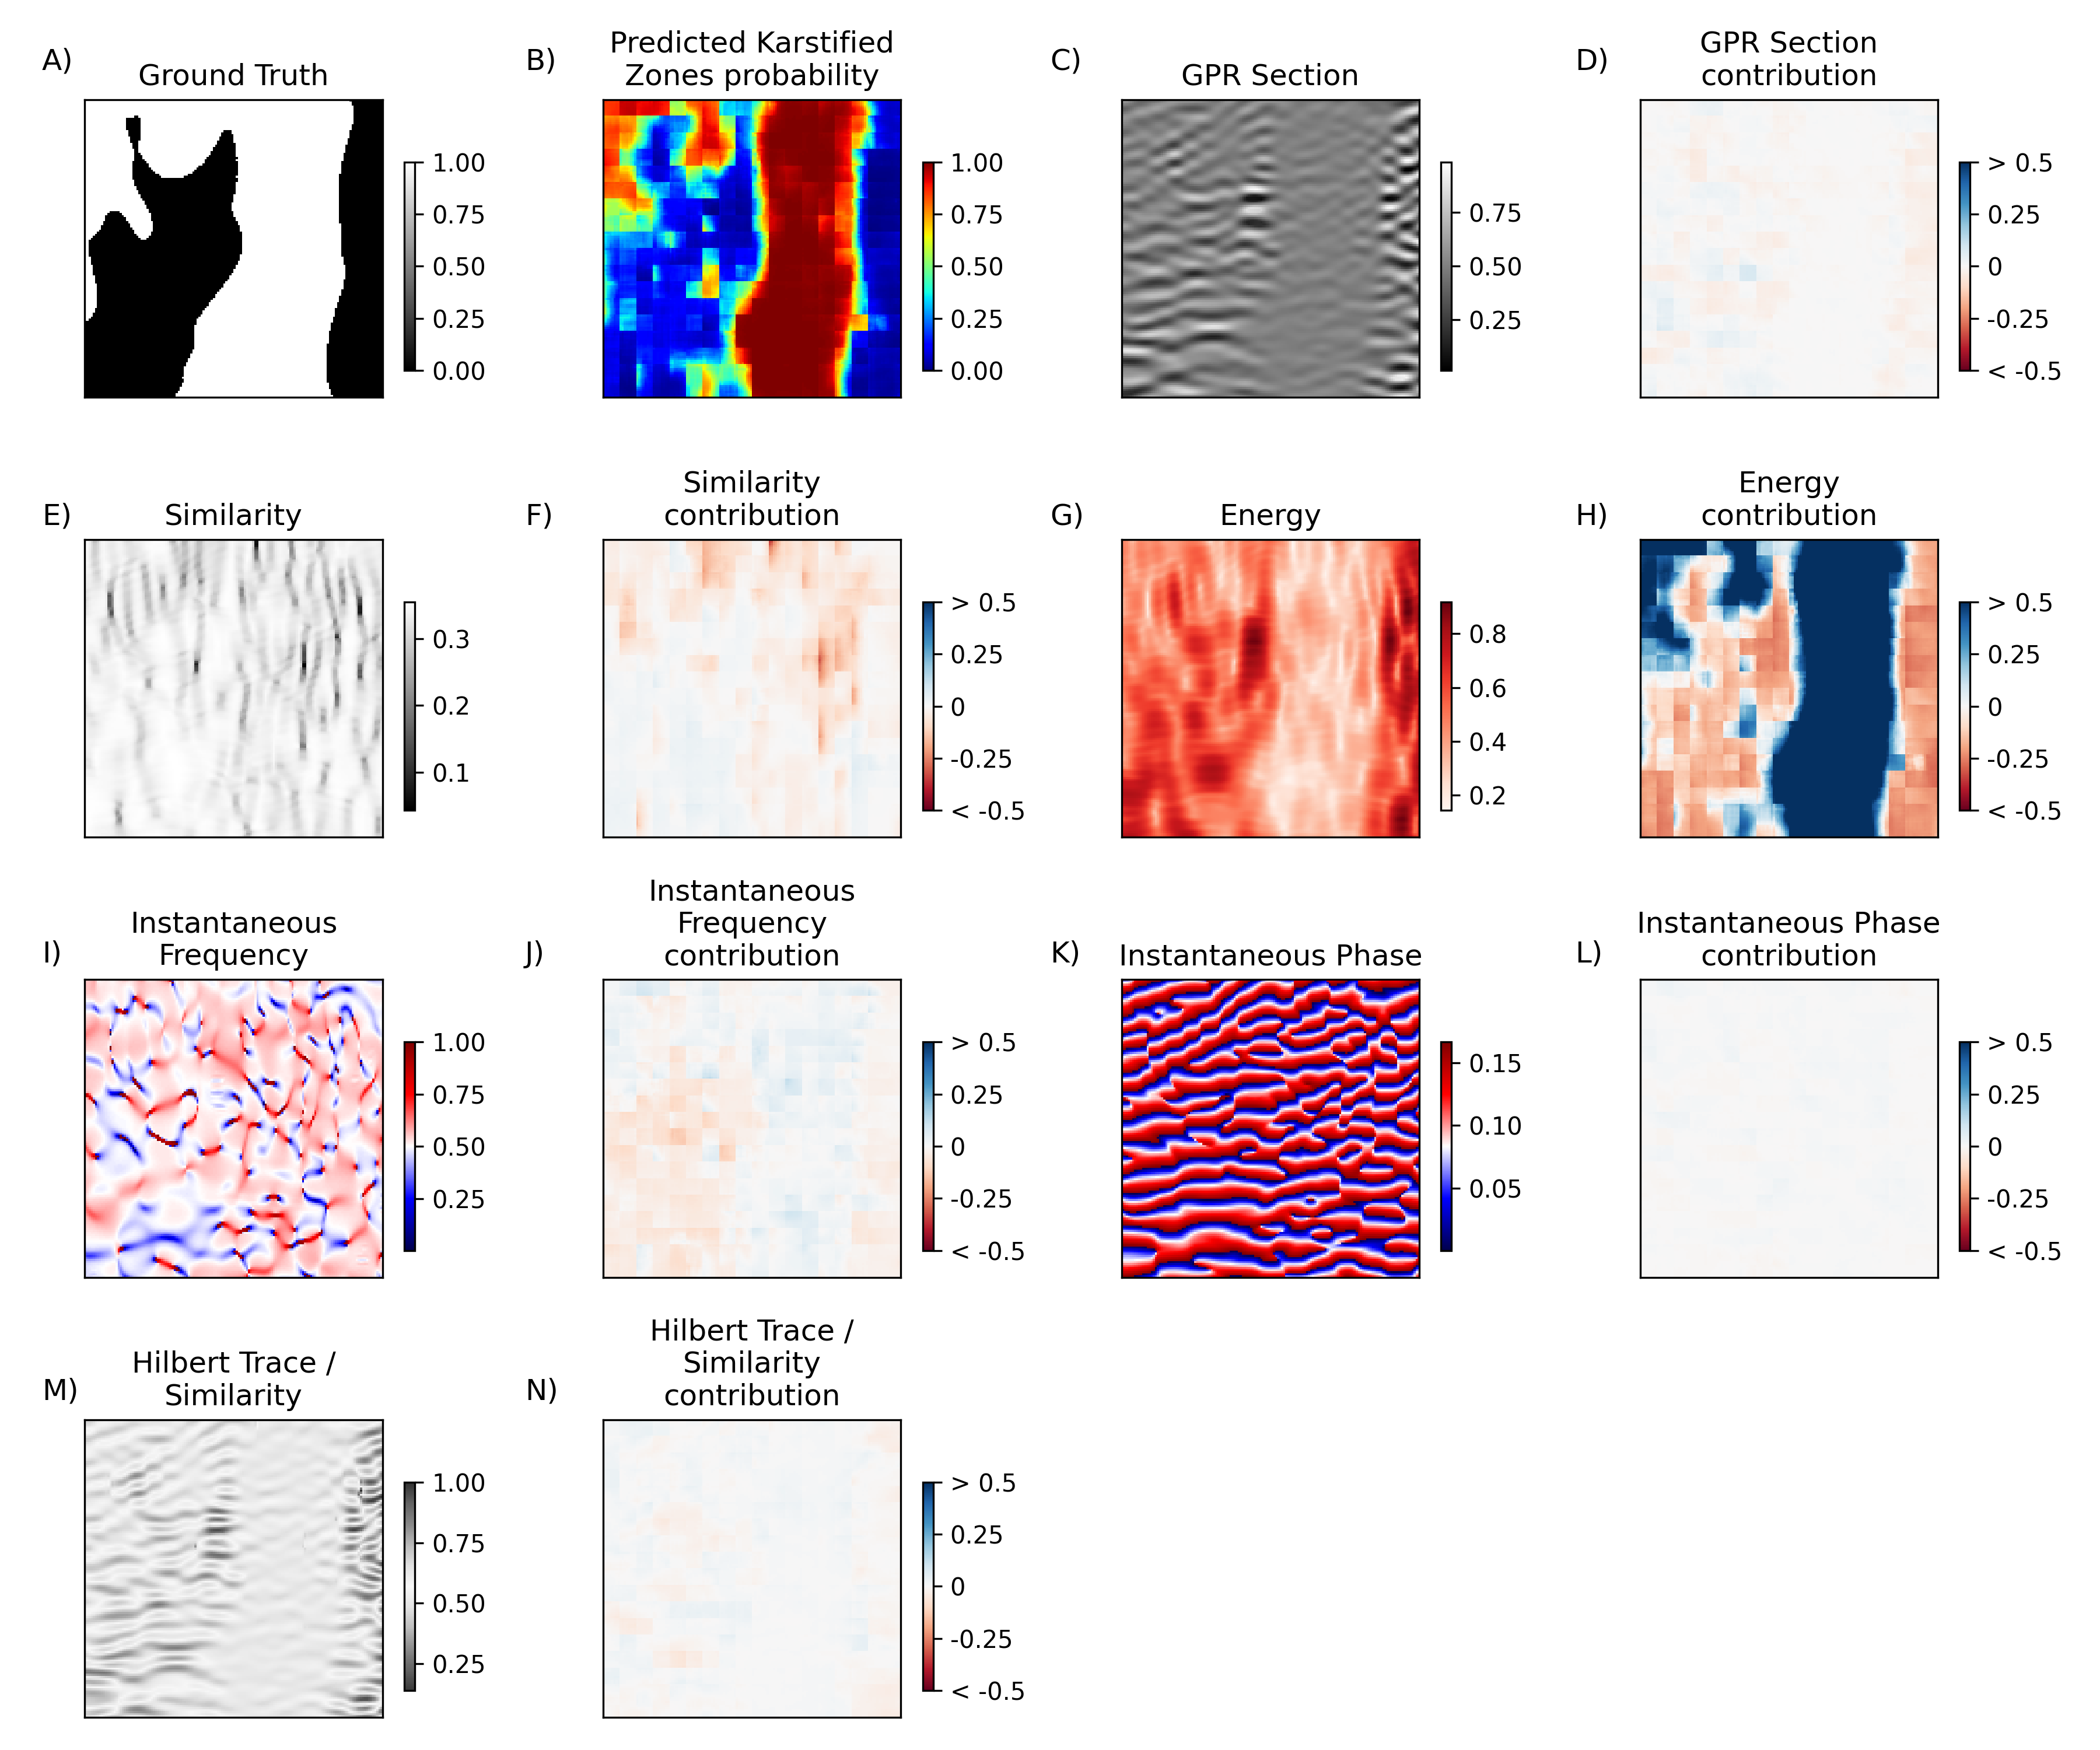 A)
Ground Truth
1.00
0.75
0.50
0.25
0.00
B)
Predicted Karstified
Zones probability
1.00
0.75
0.50
0.25
0.00
C)
GPR Section
0.75
0.50
0.25
D)
GPR Section
contribution
> 0.5
0.25
0
-0.25
< -0.5
E)
Similarity
0.3
0.2
0.1
F)
Similarity
contribution
> 0.5
0.25
0
-0.25
< -0.5
G)
Energy
0.8
0.6
0.4
0.2
H)
Energy
contribution
> 0.5
0.25
0
-0.25
< -0.5
I)
Instantaneous
Frequency
1.00
0.75
0.50
0.25
J)
Instantaneous
Frequency
contribution
> 0.5
0.25
0
-0.25
< -0.5
K)
Instantaneous Phase
0.15
0.10
0.05
L)
Instantaneous Phase
contribution
> 0.5
0.25
0
-0.25
< -0.5
M)
Hilbert Trace /
Similarity
1.00
0.75
0.50
0.25
N)
Hilbert Trace /
Similarity
contribution
> 0.5
0.25
0
-0.25
< -0.5